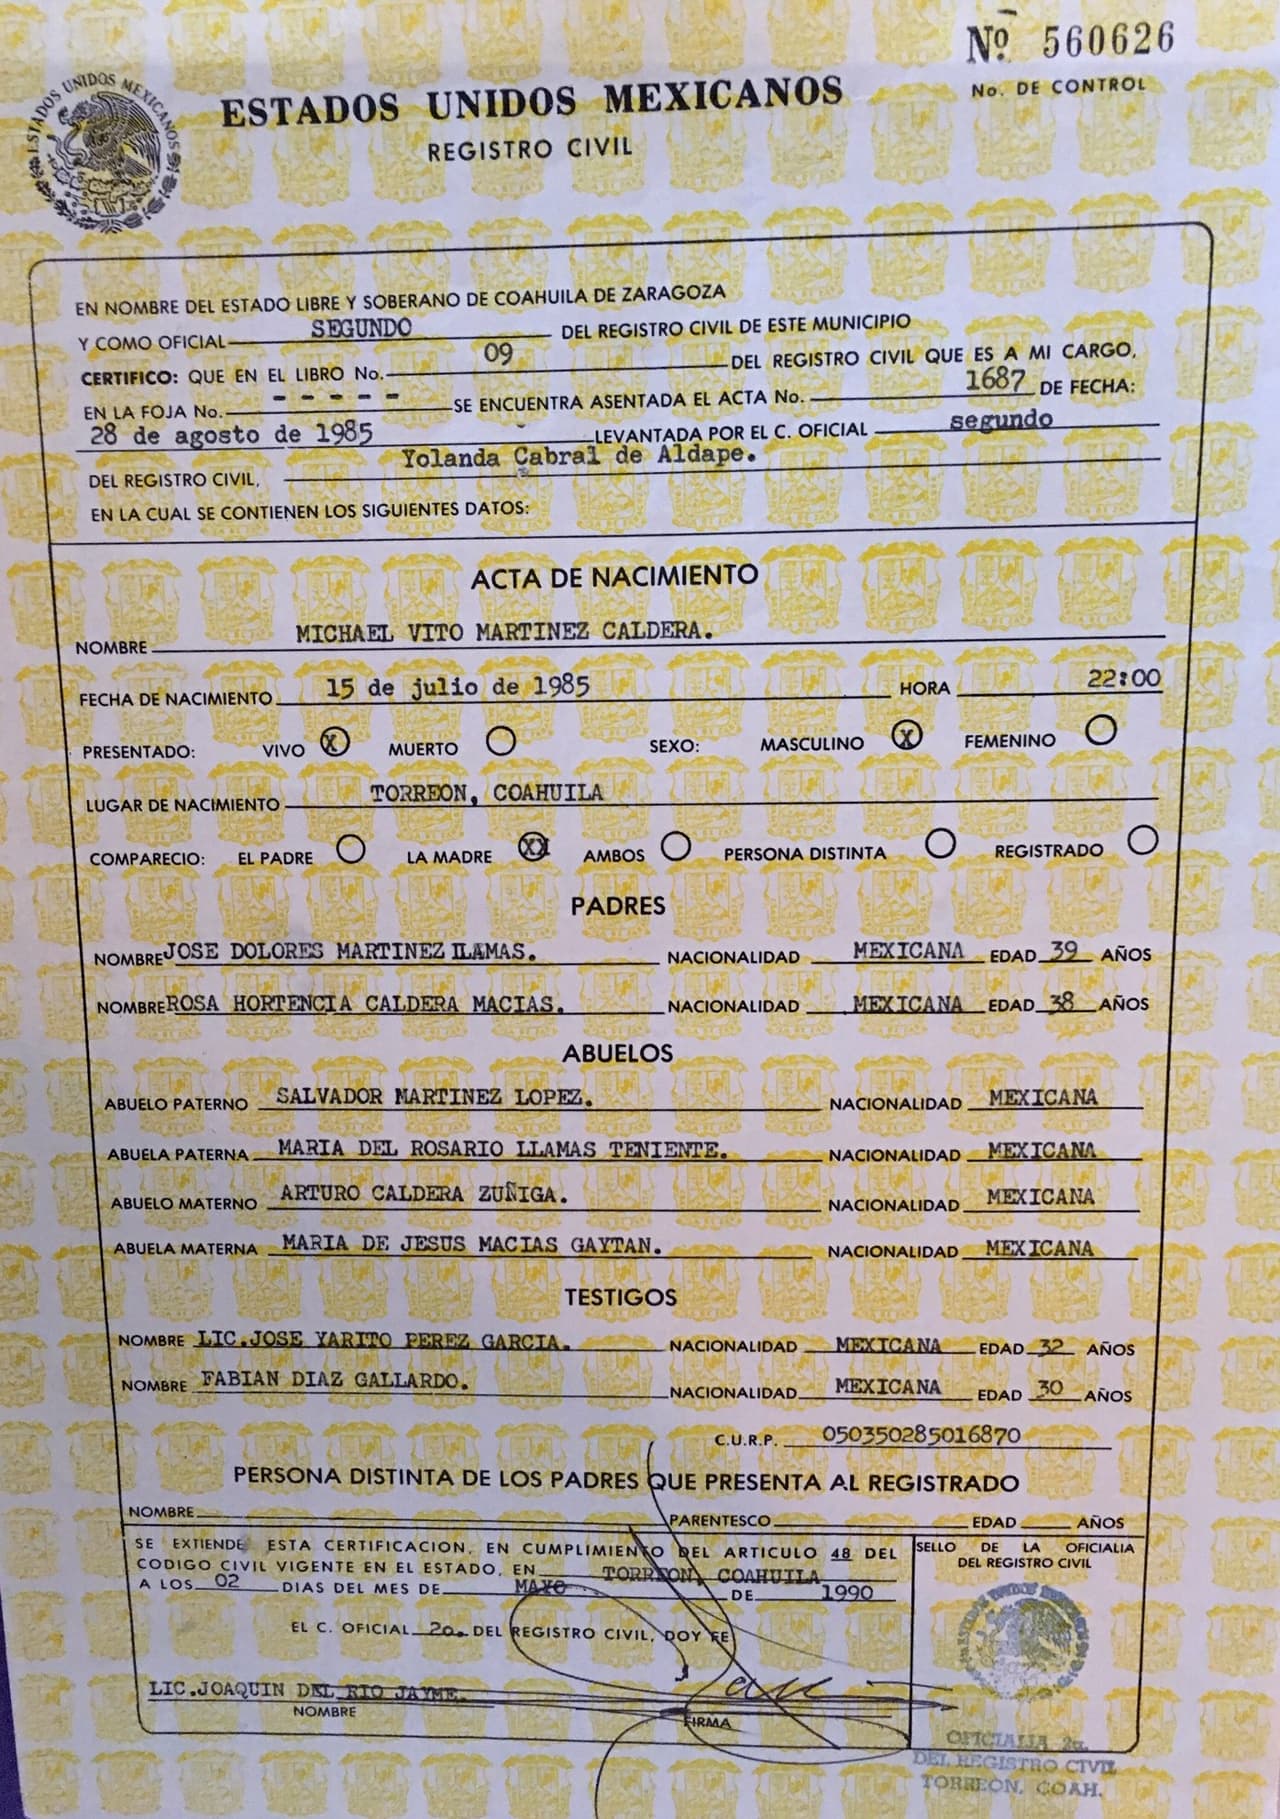 Nº 560626
No. DE CONTROL
ESTADOS UNIDOS MEXICANOS
ESTADOS UNIDOS MEXICANOS
REGISTRO CIVIL
EN NOMBRE DEL ESTADO LIBRE Y SOBERANO DE COAHUILA DE ZARAGOZA
Y COMO OFICIAL SEGUNDO DEL REGISTRO CIVIL DE ESTE MUNICIPIO
CERTIFICO: QUE EN EL LIBRO No. 09 DEL REGISTRO CIVIL QUE ES A MI CARGO,
EN LA FOJA No. - - - - - SE ENCUENTRA ASENTADA EL ACTA No. 1687 DE FECHA:
28 de agosto de 1985 LEVANTADA POR EL C. OFICIAL segundo
DEL REGISTRO CIVIL, Yolanda Cabral de Aldape.
EN LA CUAL SE CONTIENEN LOS SIGUIENTES DATOS:
ACTA DE NACIMIENTO
NOMBRE MICHAEL VITO MARTINEZ CALDERA.
FECHA DE NACIMIENTO 15 de julio de 1985 HORA 22:00
PRESENTADO: VIVO X MUERTO SEXO: MASCULINO X FEMENINO
LUGAR DE NACIMIENTO TORREON, COAHUILA
COMPARECIO: EL PADRE LA MADRE XX AMBOS PERSONA DISTINTA REGISTRADO
PADRES
NOMBRE JOSE DOLORES MARTINEZ LLAMAS. NACIONALIDAD MEXICANA EDAD 39 AÑOS
NOMBRE ROSA HORTENCIA CALDERA MACIAS. NACIONALIDAD MEXICANA EDAD 38 AÑOS
ABUELOS
ABUELO PATERNO SALVADOR MARTINEZ LOPEZ. NACIONALIDAD MEXICANA
ABUELA PATERNA MARIA DEL ROSARIO LLAMAS TENIENTE. NACIONALIDAD MEXICANA
ABUELO MATERNO ARTURO CALDERA ZUÑIGA. NACIONALIDAD MEXICANA
ABUELA MATERNA MARIA DE JESUS MACIAS GAYTAN. NACIONALIDAD MEXICANA
TESTIGOS
NOMBRE LIC.JOSE YARITO PEREZ GARCIA. NACIONALIDAD MEXICANA EDAD 32 AÑOS
NOMBRE FABIAN DIAZ GALLARDO. NACIONALIDAD MEXICANA EDAD 30 AÑOS
C.U.R.P. 050350285016870
PERSONA DISTINTA DE LOS PADRES QUE PRESENTA AL REGISTRADO
NOMBRE PARENTESCO EDAD AÑOS
SE EXTIENDE ESTA CERTIFICACION, EN CUMPLIMIENTO DEL ARTICULO 48 DEL
CODIGO CIVIL VIGENTE EN EL ESTADO, EN TORREON, COAHUILA
A LOS 02 DIAS DEL MES DE MAYO DE 1990
EL C. OFICIAL 2o. DEL REGISTRO CIVIL, DOY FE
LIC.JOAQUIN DEL RIO JAYME.
NOMBRE FIRMA
SELLO DE LA OFICIALIA
DEL REGISTRO CIVIL
ESTADOS UNIDOS MEXICANOS
OFICIALIA 2a.
DEL REGISTRO CIVIL
TORREON, COAH.